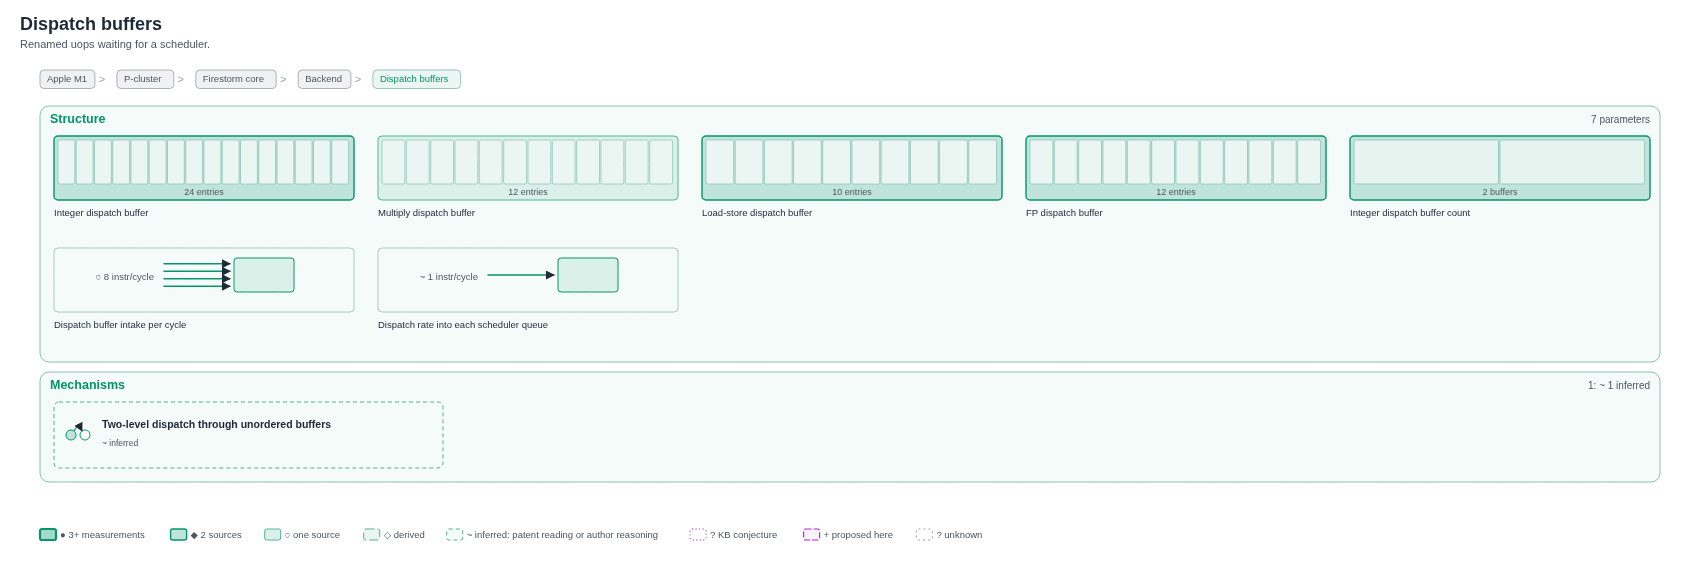 Dispatch buffers
Renamed uops waiting for a scheduler.
Apple M1 > P-cluster > Firestorm core > Backend > Dispatch buffers
Structure 7 parameters
24 entries 12 entries 10 entries 12 entries 2 buffers
Integer dispatch buffer Multiply dispatch buffer Load-store dispatch buffer FP dispatch buffer Integer dispatch buffer count
○ 8 instr/cycle ~ 1 instr/cycle
Dispatch buffer intake per cycle Dispatch rate into each scheduler queue
Mechanisms 1: ~ 1 inferred
Two-level dispatch through unordered buffers
~ inferred
● 3+ measurements ◆ 2 sources ○ one source ◇ derived ~ inferred: patent reading or author reasoning ? KB conjecture + proposed here ? unknown